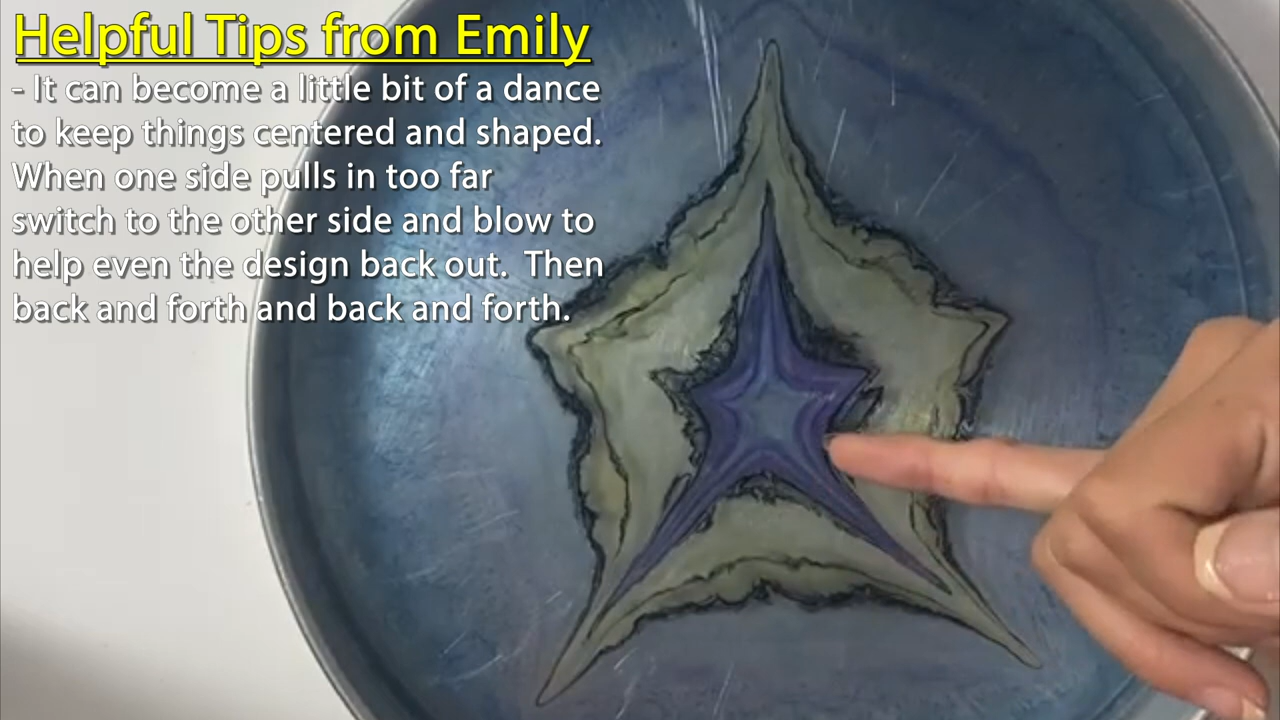 Helpful Tips from Emily
- It can become a little bit of a dance
to keep things centered and shaped.
When one side pulls in too far
switch to the other side and blow to
help even the design back out.  Then
back and forth and back and forth.